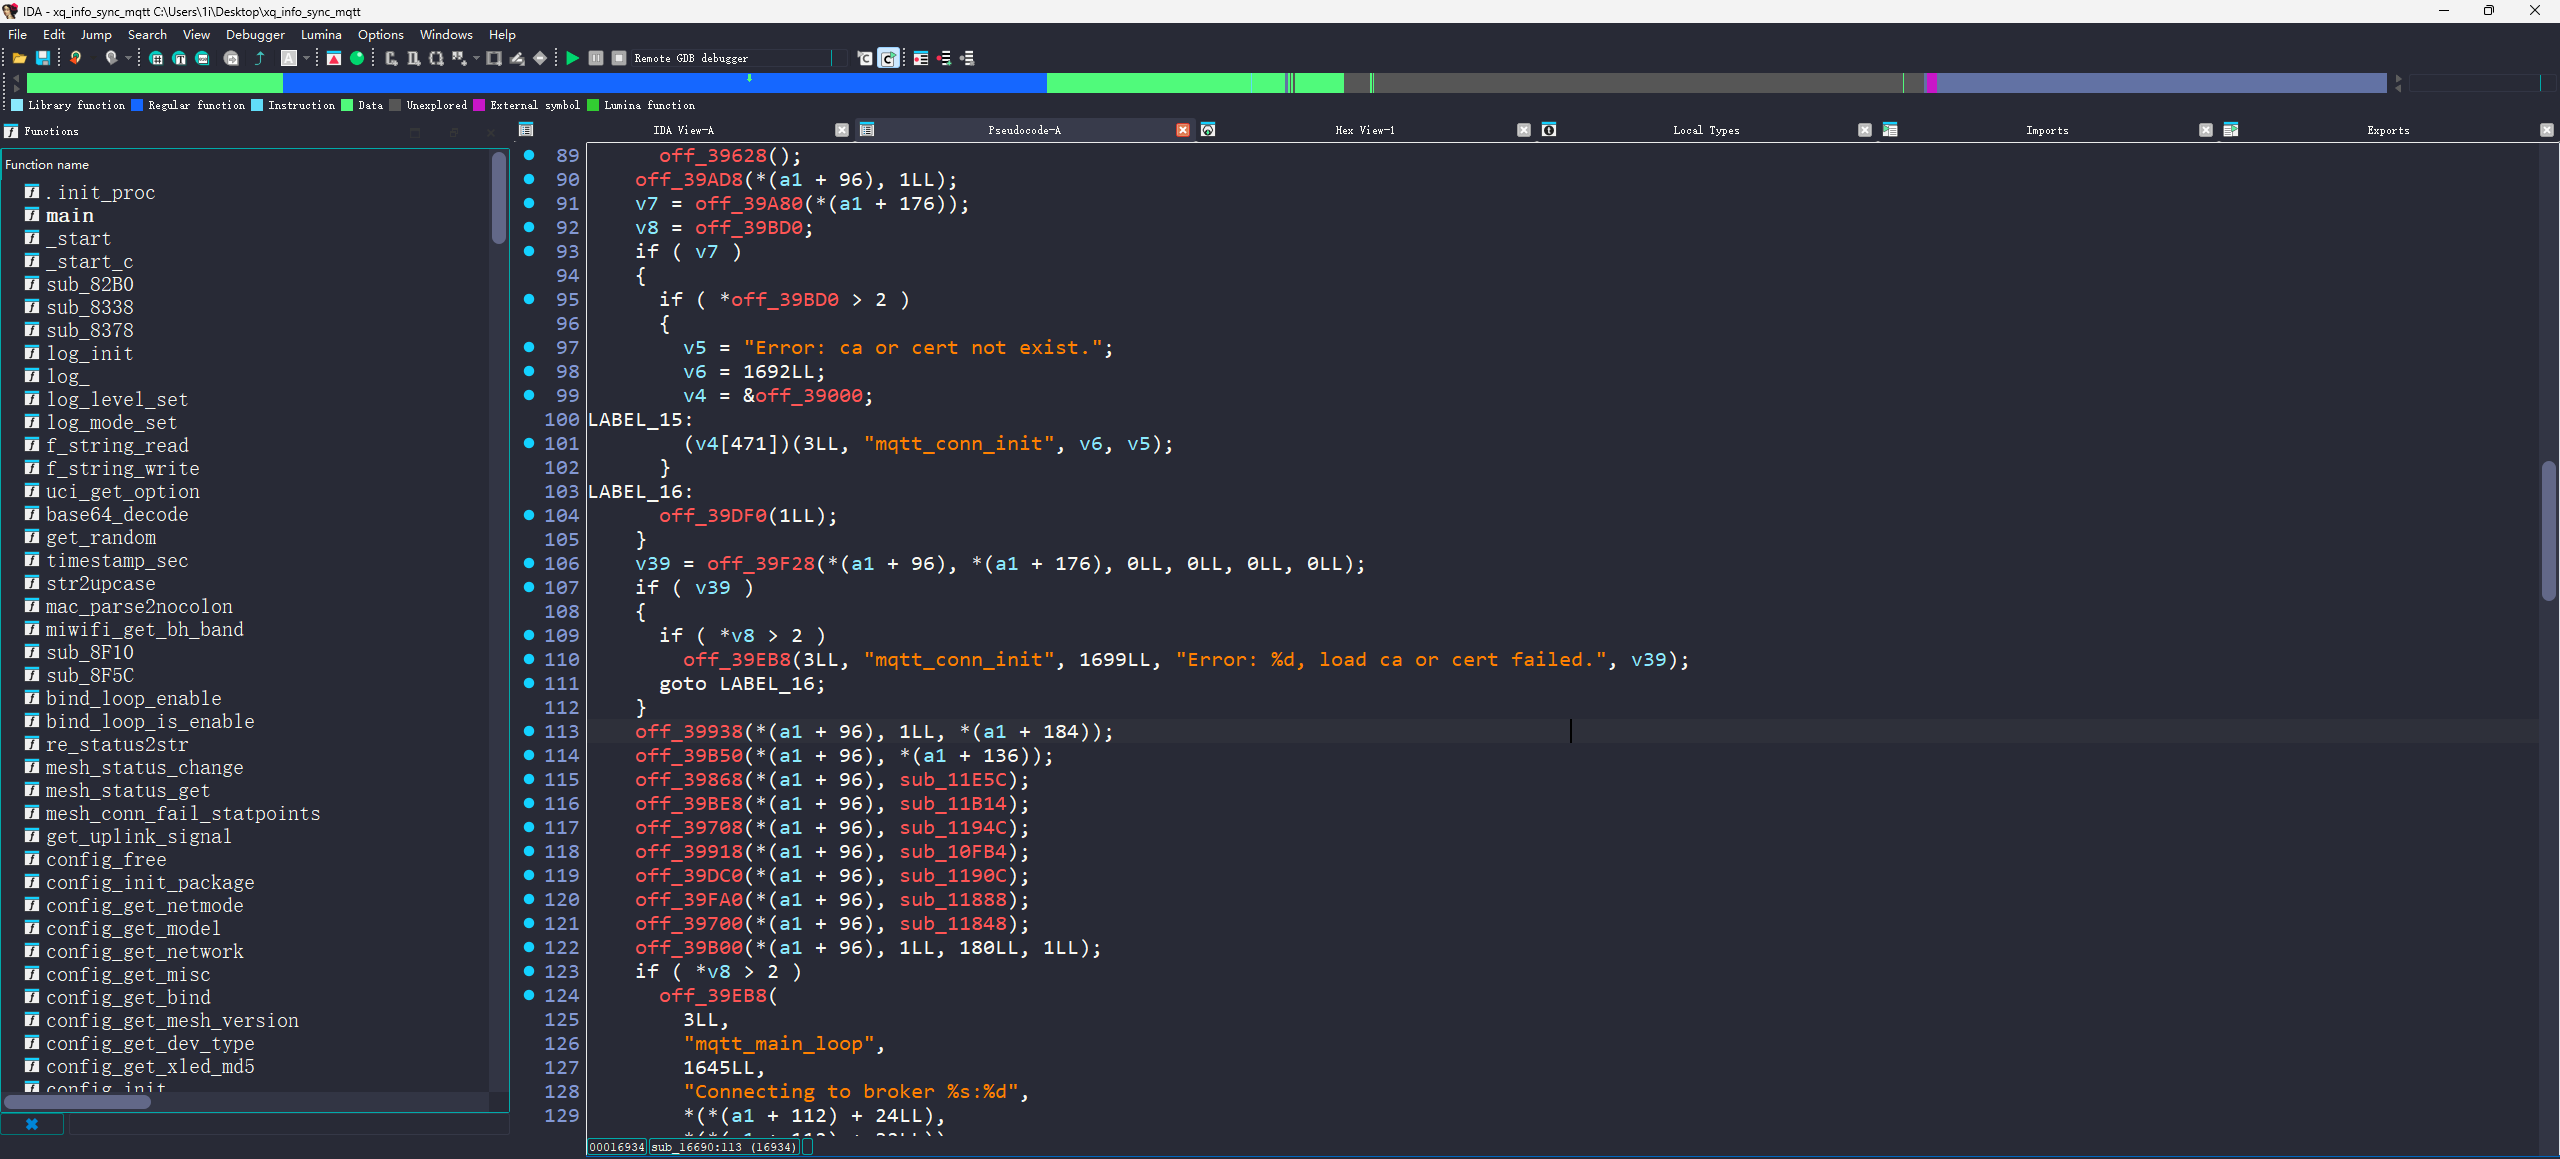 IDA - xq_info_sync_mqtt C:\Users\1i\Desktop\xq_info_sync_mqtt
File Edit Jump Search View Debugger Lumina Options Windows Help
Remote GDB debugger
Library function Regular function Instruction Data Unexplored External symbol Lumina function
Functions
IDA View-A Pseudocode-A Hex View-1 Local Types Imports Exports
Function name
.init_proc
main
_start
_start_c
sub_82B0
sub_8338
sub_8378
log_init
log_
log_level_set
log_mode_set
f_string_read
f_string_write
uci_get_option
base64_decode
get_random
timestamp_sec
str2upcase
mac_parse2nocolon
miwifi_get_bh_band
sub_8F10
sub_8F5C
bind_loop_enable
bind_loop_is_enable
re_status2str
mesh_status_change
mesh_status_get
mesh_conn_fail_statpoints
get_uplink_signal
config_free
config_init_package
config_get_netmode
config_get_model
config_get_network
config_get_misc
config_get_bind
config_get_mesh_version
config_get_dev_type
config_get_xled_md5
config_init
89 off_39628();
90 off_39AD8(*(a1 + 96), 1LL);
91 v7 = off_39A80(*(a1 + 176));
92 v8 = off_39BD0;
93 if ( v7 )
94 {
95 if ( *off_39BD0 > 2 )
96 {
97 v5 = "Error: ca or cert not exist.";
98 v6 = 1692LL;
99 v4 = &off_39000;
100 LABEL_15:
101 (v4[471])(3LL, "mqtt_conn_init", v6, v5);
102 }
103 LABEL_16:
104 off_39DF0(1LL);
105 }
106 v39 = off_39F28(*(a1 + 96), *(a1 + 176), 0LL, 0LL, 0LL, 0LL);
107 if ( v39 )
108 {
109 if ( *v8 > 2 )
110 off_39EB8(3LL, "mqtt_conn_init", 1699LL, "Error: %d, load ca or cert failed.", v39);
111 goto LABEL_16;
112 }
113 off_39938(*(a1 + 96), 1LL, *(a1 + 184));
114 off_39B50(*(a1 + 96), *(a1 + 136));
115 off_39868(*(a1 + 96), sub_11E5C);
116 off_39BE8(*(a1 + 96), sub_11B14);
117 off_39708(*(a1 + 96), sub_1194C);
118 off_39918(*(a1 + 96), sub_10FB4);
119 off_39DC0(*(a1 + 96), sub_1190C);
120 off_39FA0(*(a1 + 96), sub_11888);
121 off_39700(*(a1 + 96), sub_11848);
122 off_39B00(*(a1 + 96), 1LL, 180LL, 1LL);
123 if ( *v8 > 2 )
124 off_39EB8(
125 3LL,
126 "mqtt_main_loop",
127 1645LL,
128 "Connecting to broker %s:%d",
129 *(*(a1 + 112) + 24LL),
00016934 sub_16690:113 (16934)